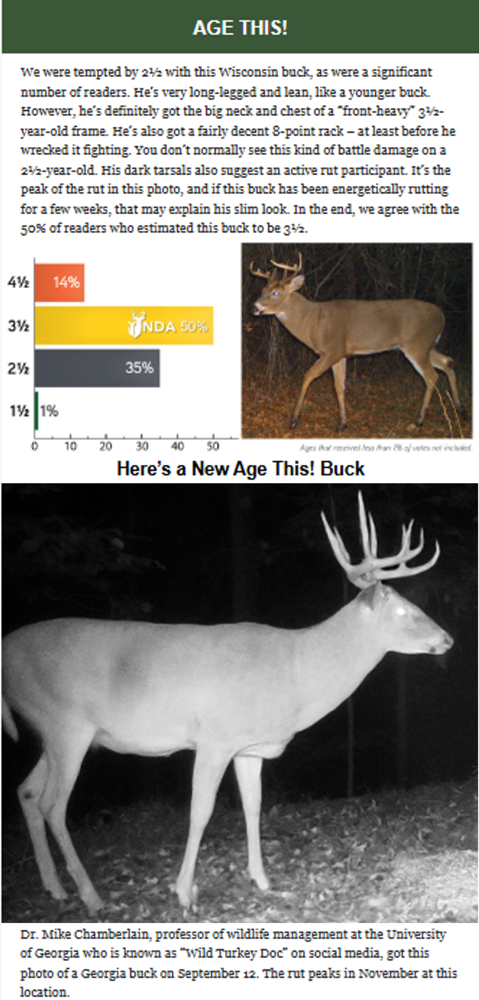 AGE THIS!
We were tempted by 2½ with this Wisconsin buck, as were a significant
number of readers. He's very long-legged and lean, like a younger buck.
However, he's definitely got the big neck and chest of a “front-heavy” 3½-
year-old frame. He's also got a fairly decent 8-point rack – at least before he
wrecked it fighting. You don't normally see this kind of battle damage on a
2½-year-old. His dark tarsals also suggest an active rut participant. It's the
peak of the rut in this photo, and if this buck has been energetically rutting
for a few weeks, that may explain his slim look. In the end, we agree with the
50% of readers who estimated this buck to be 3½.
4½ 14%
3½ NDA 50%
2½ 35%
1½ 1%
0 10 20 30 40 50
Ages that received less than 1% of votes not included.
Here's a New Age This! Buck
Dr. Mike Chamberlain, professor of wildlife management at the University
of Georgia who is known as “Wild Turkey Doc” on social media, got this
photo of a Georgia buck on September 12. The rut peaks in November at this
location.